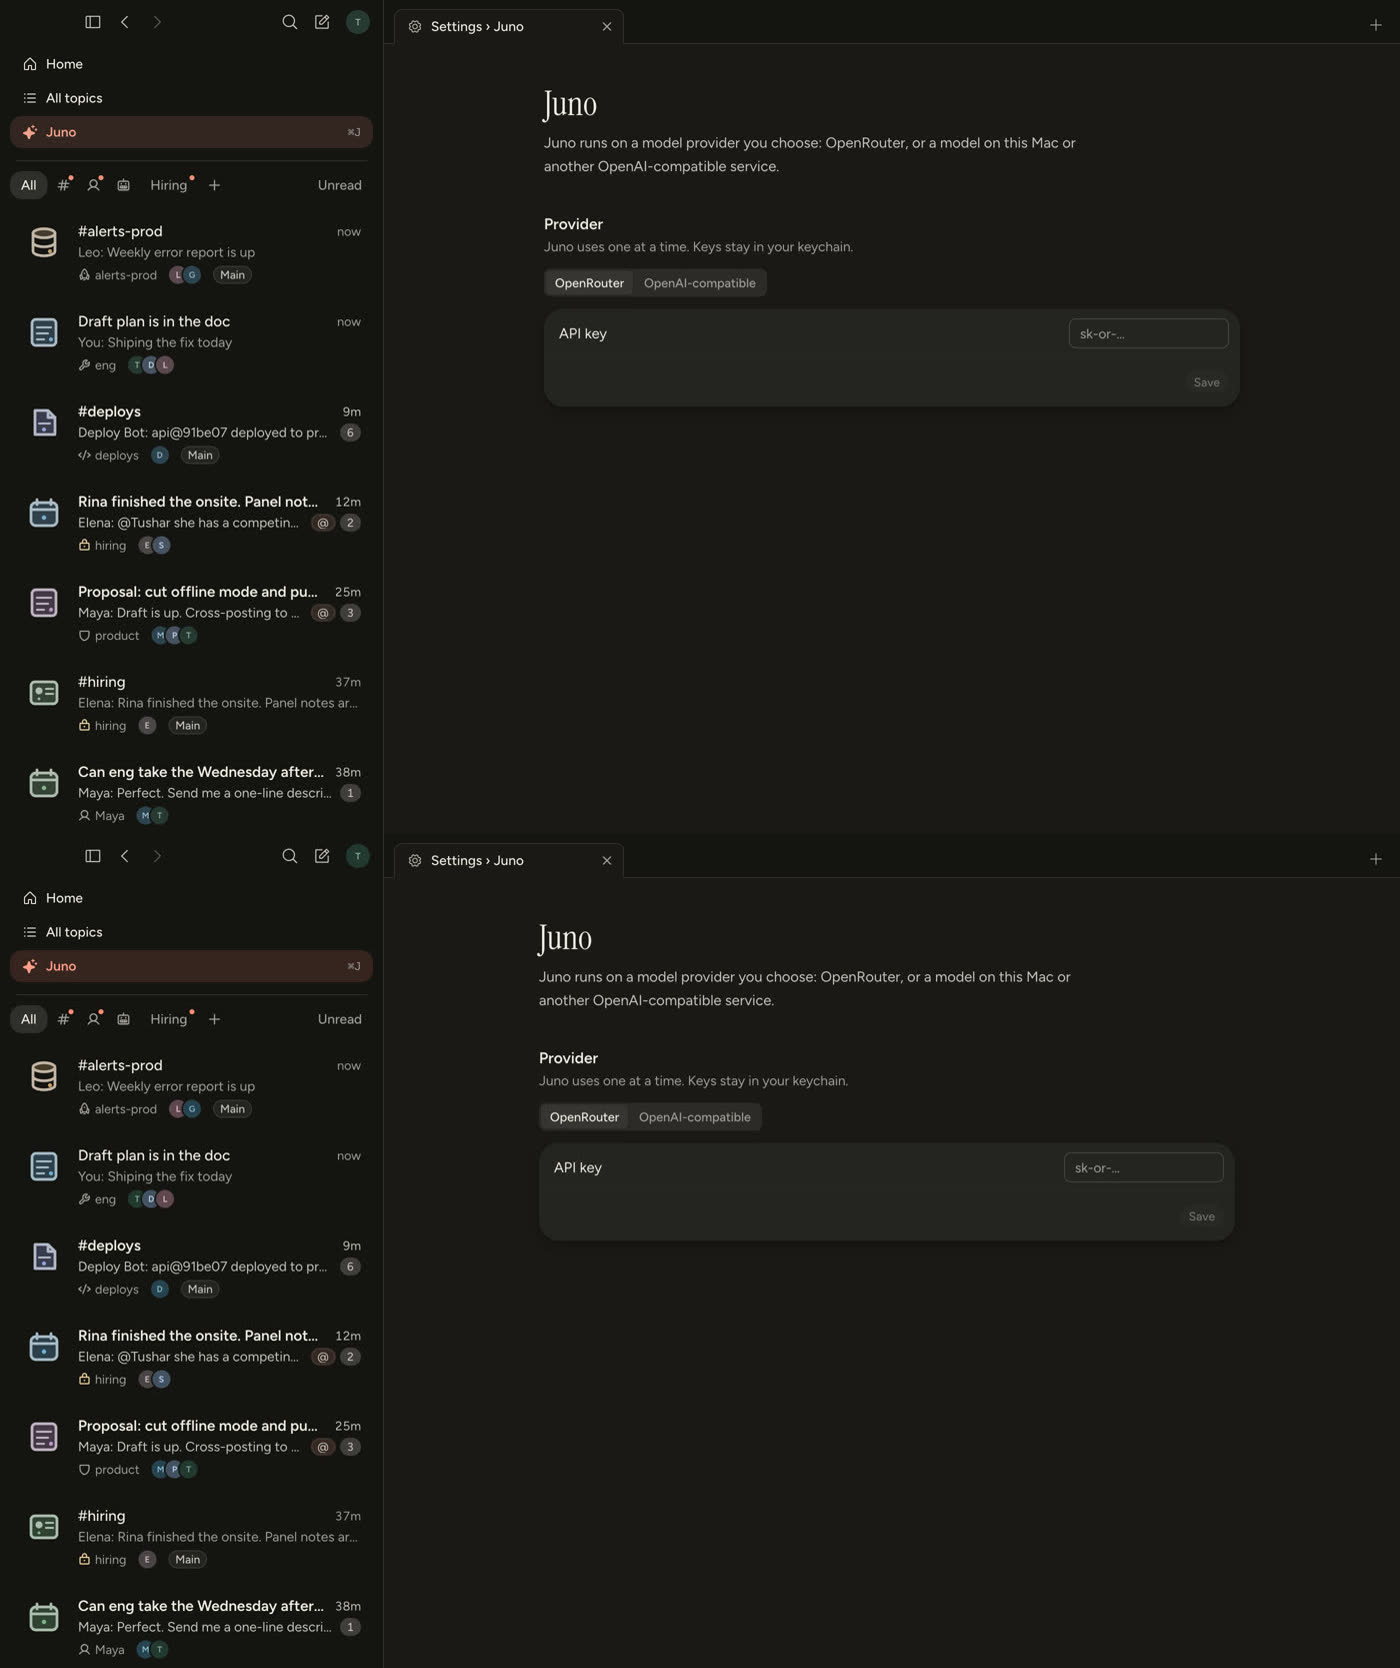 T
Home
All topics
Juno ⌘J
All # Hiring + Unread
#alerts-prod now
Leo: Weekly error report is up
alerts-prod L G Main
Draft plan is in the doc now
You: Shiping the fix today
eng T D L
#deploys 9m
Deploy Bot: api@91be07 deployed to pr... 6
deploys D Main
Rina finished the onsite. Panel not... 12m
Elena: @Tushar she has a competin... @ 2
hiring E S
Proposal: cut offline mode and pu... 25m
Maya: Draft is up. Cross-posting to ... @ 3
product M P T
#hiring 37m
Elena: Rina finished the onsite. Panel notes ar...
hiring E Main
Can eng take the Wednesday after... 38m
Maya: Perfect. Send me a one-line descri... 1
Maya M T
Settings › Juno
Juno
Juno runs on a model provider you choose: OpenRouter, or a model on this Mac or
another OpenAI-compatible service.
Provider
Juno uses one at a time. Keys stay in your keychain.
OpenRouter OpenAI-compatible
API key sk-or-...
Save
T
Home
All topics
Juno ⌘J
All # Hiring + Unread
#alerts-prod now
Leo: Weekly error report is up
alerts-prod L G Main
Draft plan is in the doc now
You: Shiping the fix today
eng T D L
#deploys 9m
Deploy Bot: api@91be07 deployed to pr... 6
deploys D Main
Rina finished the onsite. Panel not... 12m
Elena: @Tushar she has a competin... @ 2
hiring E S
Proposal: cut offline mode and pu... 25m
Maya: Draft is up. Cross-posting to ... @ 3
product M P T
#hiring 37m
Elena: Rina finished the onsite. Panel notes ar...
hiring E Main
Can eng take the Wednesday after... 38m
Maya: Perfect. Send me a one-line descri... 1
Maya M T
Settings › Juno
Juno
Juno runs on a model provider you choose: OpenRouter, or a model on this Mac or
another OpenAI-compatible service.
Provider
Juno uses one at a time. Keys stay in your keychain.
OpenRouter OpenAI-compatible
API key sk-or-...
Save